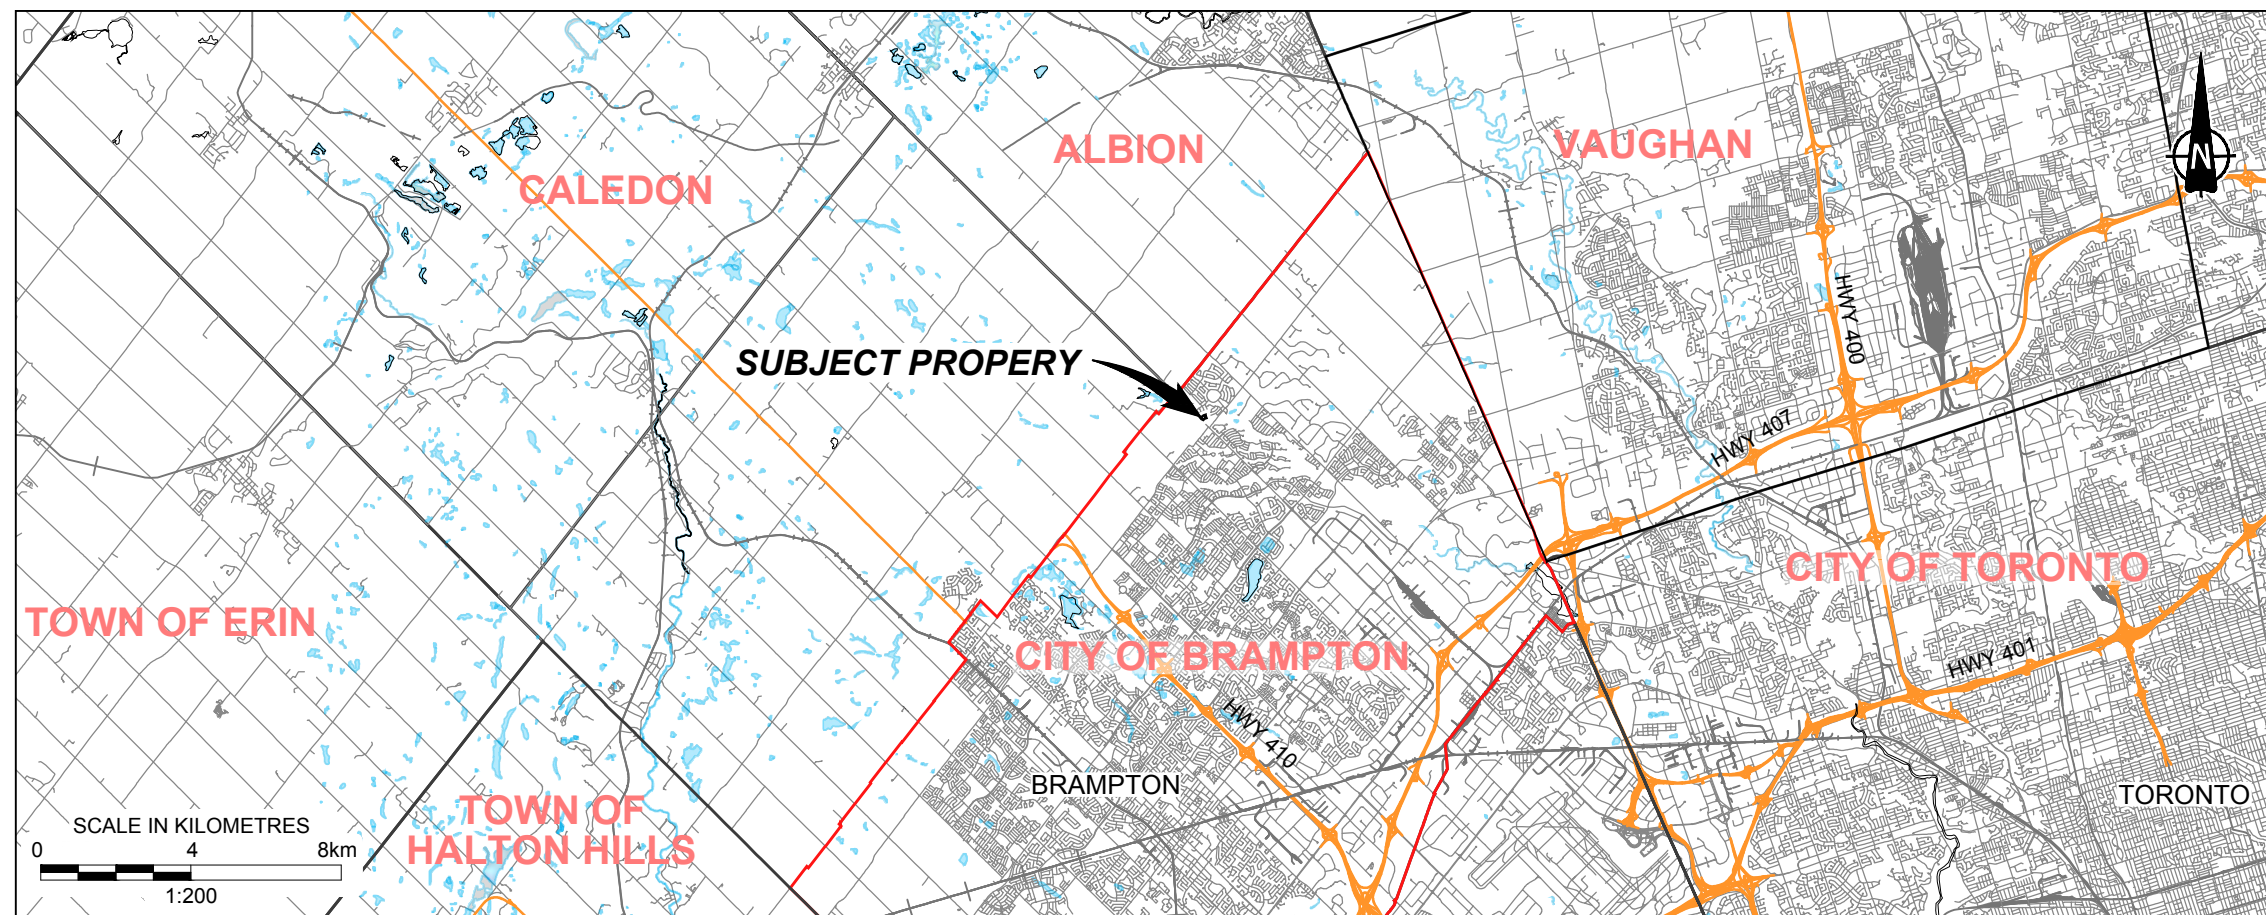 ALBION
VAUGHAN
N
CALEDON
HWY 400
SUBJECT PROPERY
HWY 407
CITY OF TORONTO
TOWN OF ERIN
CITY OF BRAMPTON
HWY 401
HWY 410
BRAMPTON
TORONTO
TOWN OF
HALTON HILLS
SCALE IN KILOMETRES
0 4 8km
1:200